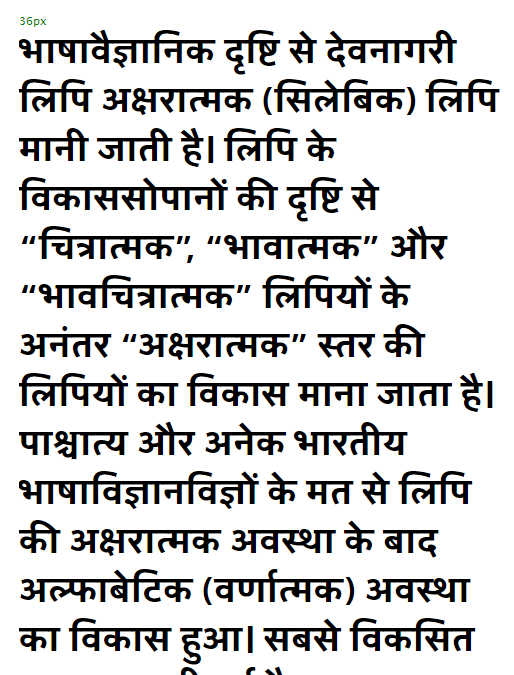 36px
भाषावैज्ञानिक दृष्टि से देवनागरी
लिपि अक्षरात्मक (सिलेबिक) लिपि
मानी जाती है। लिपि के
विकाससोपानों की दृष्टि से
“चित्रात्मक”, “भावात्मक” और
“भावचित्रात्मक” लिपियों के
अनंतर “अक्षरात्मक” स्तर की
लिपियों का विकास माना जाता है।
पाश्चात्य और अनेक भारतीय
भाषाविज्ञानविज्ञों के मत से लिपि
की अक्षरात्मक अवस्था के बाद
अल्फाबेटिक (वर्णात्मक) अवस्था
का विकास हुआ। सबसे विकसित